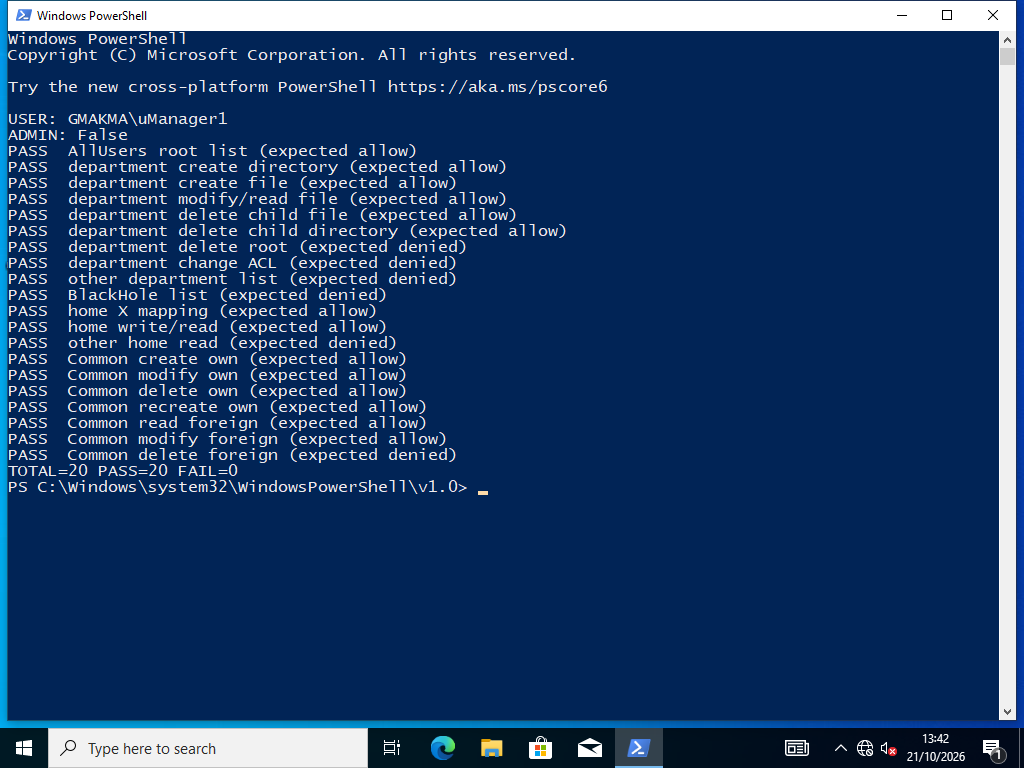 Windows PowerShell
Windows PowerShell
Copyright (C) Microsoft Corporation. All rights reserved.
Try the new cross-platform PowerShell https://aka.ms/pscore6
USER: GMAKMA\uManager1
ADMIN: False
PASS  AllUsers root list (expected allow)
PASS  department create directory (expected allow)
PASS  department create file (expected allow)
PASS  department modify/read file (expected allow)
PASS  department delete child file (expected allow)
PASS  department delete child directory (expected allow)
PASS  department delete root (expected denied)
PASS  department change ACL (expected denied)
PASS  other department list (expected denied)
PASS  BlackHole list (expected denied)
PASS  home X mapping (expected allow)
PASS  home write/read (expected allow)
PASS  other home read (expected denied)
PASS  Common create own (expected allow)
PASS  Common modify own (expected allow)
PASS  Common delete own (expected allow)
PASS  Common recreate own (expected allow)
PASS  Common read foreign (expected allow)
PASS  Common modify foreign (expected allow)
PASS  Common delete foreign (expected denied)
TOTAL=20 PASS=20 FAIL=0
PS C:\Windows\system32\WindowsPowerShell\v1.0>
Type here to search
13:42
21/10/2026
1